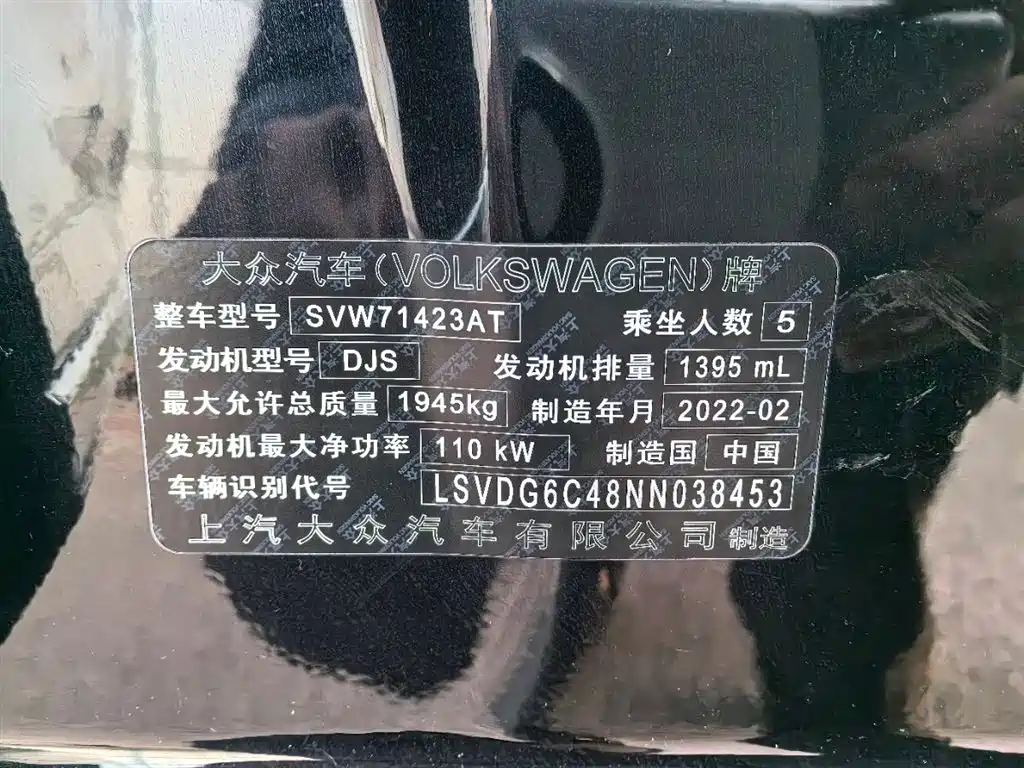 大众汽车(VOLKSWAGEN)牌
整车型号 SVW71423AT 乘坐人数 5
发动机型号 DJS 发动机排量 1395 mL
最大允许总质量 1945kg 制造年月 2022-02
发动机最大净功率 110 kW 制造国 中国
车辆识别代号 LSVDG6C48NN038453
上汽大众汽车有限公司 制造